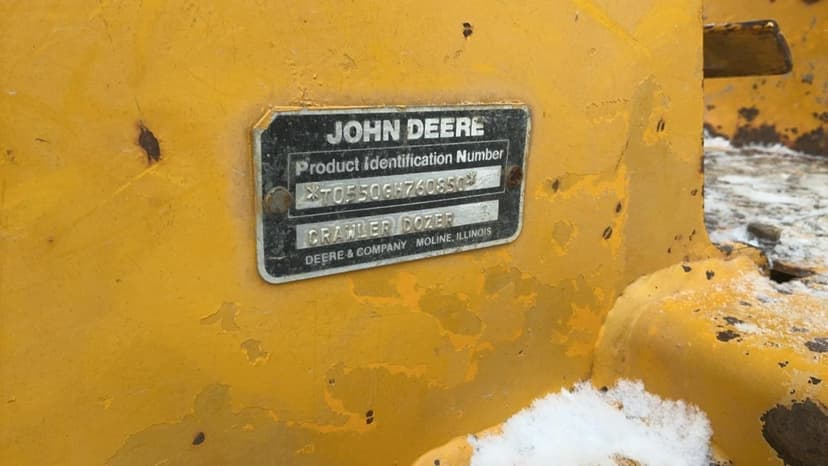 JOHN DEERE
Product Identification Number
*T0550GH760850*
CRAWLER DOZER
DEERE & COMPANY MOLINE, ILLINOIS